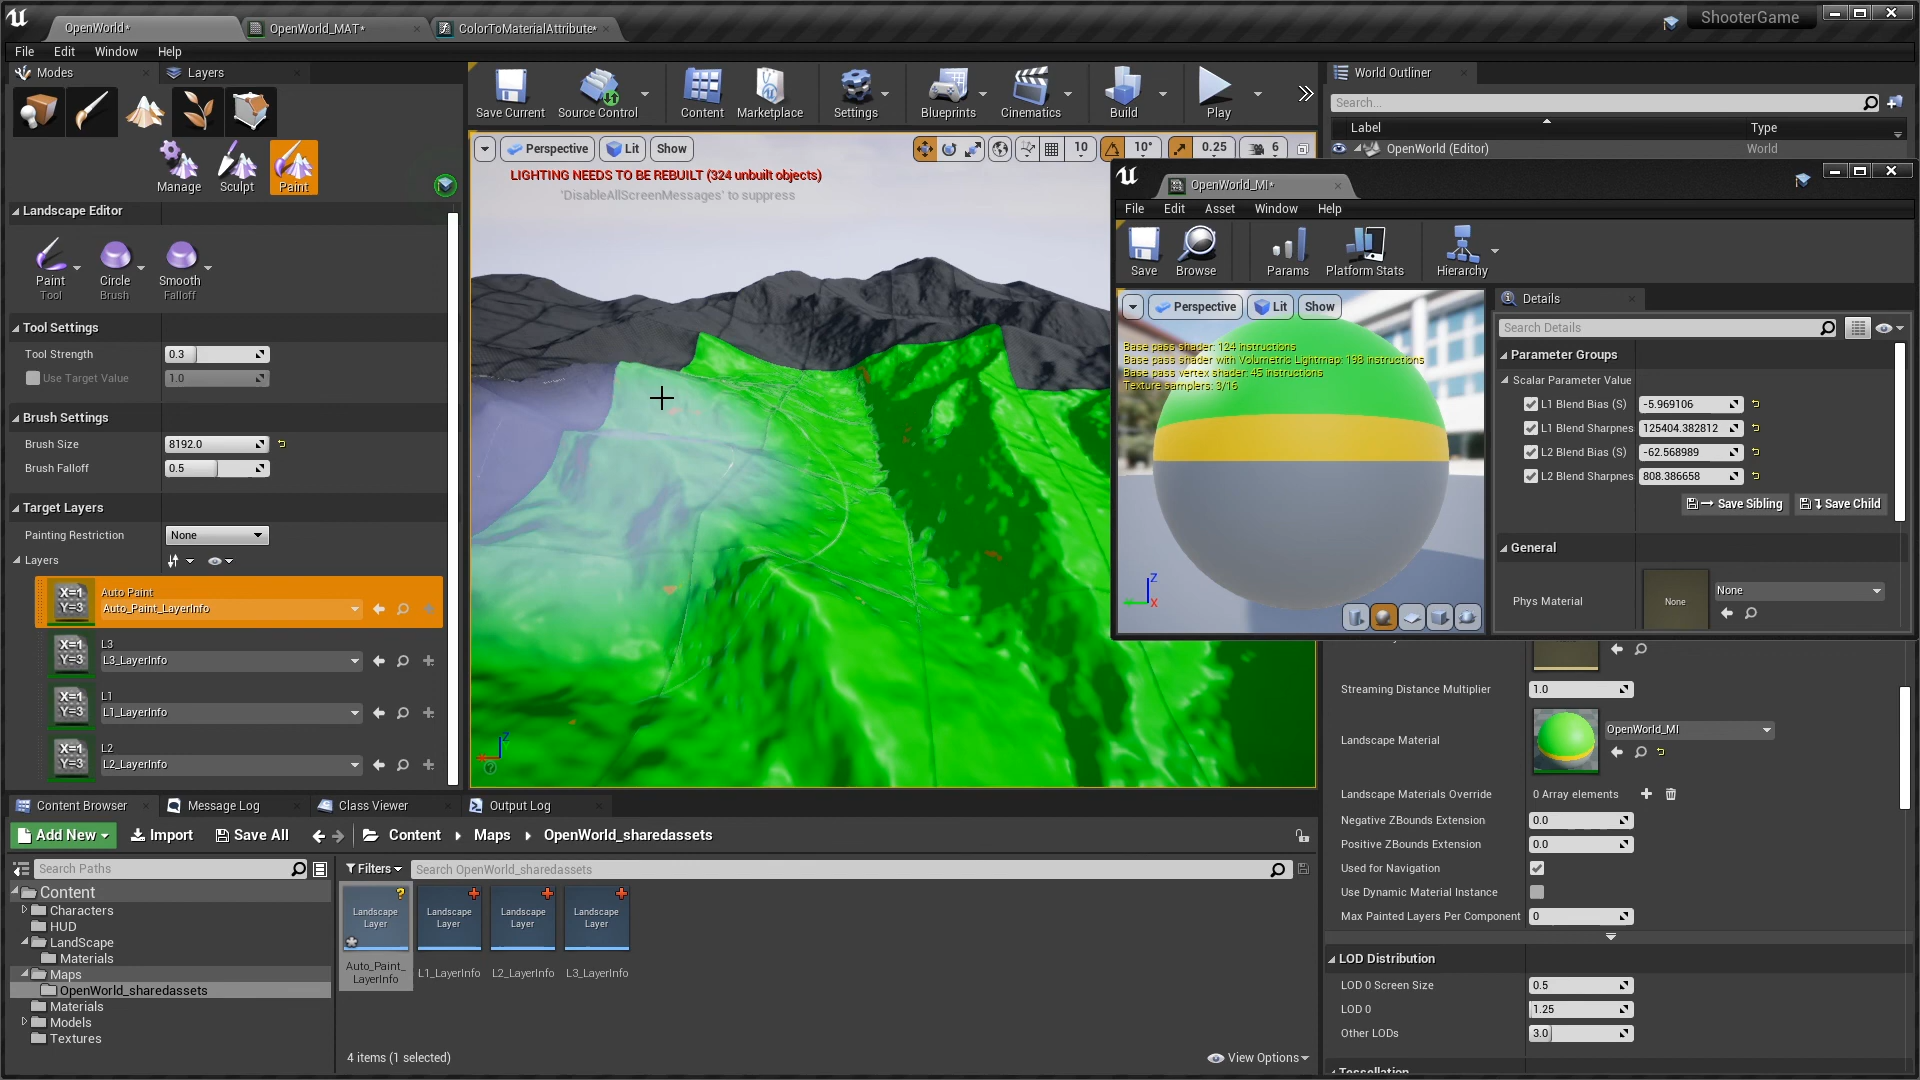 OpenWorld*
OpenWorld_MAT*
ColorToMaterialAttribute*
ShooterGame
File Edit Window Help
Modes
Layers
Manage
Sculpt
Paint
Landscape Editor
Paint
Tool
Circle
Brush
Smooth
Falloff
Tool Settings
Tool Strength 0.3
Use Target Value 1.0
Brush Settings
Brush Size 8192.0
Brush Falloff 0.5
Target Layers
Painting Restriction None
Layers
X=1
Y=3
Auto Paint
Auto_Paint_LayerInfo
X=1
Y=3
L3
L3_LayerInfo
X=1
Y=3
L1
L1_LayerInfo
X=1
Y=3
L2
L2_LayerInfo
Save Current
Source Control
Content
Marketplace
Settings
Blueprints
Cinematics
Build
Play
Perspective
Lit
Show
10
10°
0.25
6
LIGHTING NEEDS TO BE REBUILT (324 unbuilt objects)
'DisableAllScreenMessages' to suppress
Z
World Outliner
Search...
Label Type
OpenWorld (Editor) World
OpenWorld_MI*
File Edit Asset Window Help
Save
Browse
Params
Platform Stats
Hierarchy
Perspective
Lit
Show
Base pass shader: 124 instructions
Base pass shader with Volumetric Lightmap: 198 instructions
Base pass vertex shader: 45 instructions
Texture samplers: 3/16
Z
X
Details
Search Details
Parameter Groups
Scalar Parameter Value
L1 Blend Bias (S) -5.969106
L1 Blend Sharpnes 125404.382812
L2 Blend Bias (S) -62.568989
L2 Blend Sharpnes 808.386658
Save Sibling
Save Child
General
Phys Material
None
None
Streaming Distance Multiplier 1.0
Landscape Material
OpenWorld_MI
Landscape Materials Override 0 Array elements
Negative ZBounds Extension 0.0
Positive ZBounds Extension 0.0
Used for Navigation
Use Dynamic Material Instance
Max Painted Layers Per Component 0
LOD Distribution
LOD 0 Screen Size 0.5
LOD 0 1.25
Other LODs 3.0
Tessellation
Content Browser
Message Log
Class Viewer
Output Log
Add New
Import
Save All
Content
Maps
OpenWorld_sharedassets
Search Paths
Filters
Search OpenWorld_sharedassets
Content
Characters
HUD
LandScape
Materials
Maps
OpenWorld_sharedassets
Materials
Models
Textures
Landscape
Layer
Landscape
Layer
Landscape
Layer
Landscape
Layer
Auto_Paint_
LayerInfo
L1_LayerInfo
L2_LayerInfo
L3_LayerInfo
4 items (1 selected)
View Options